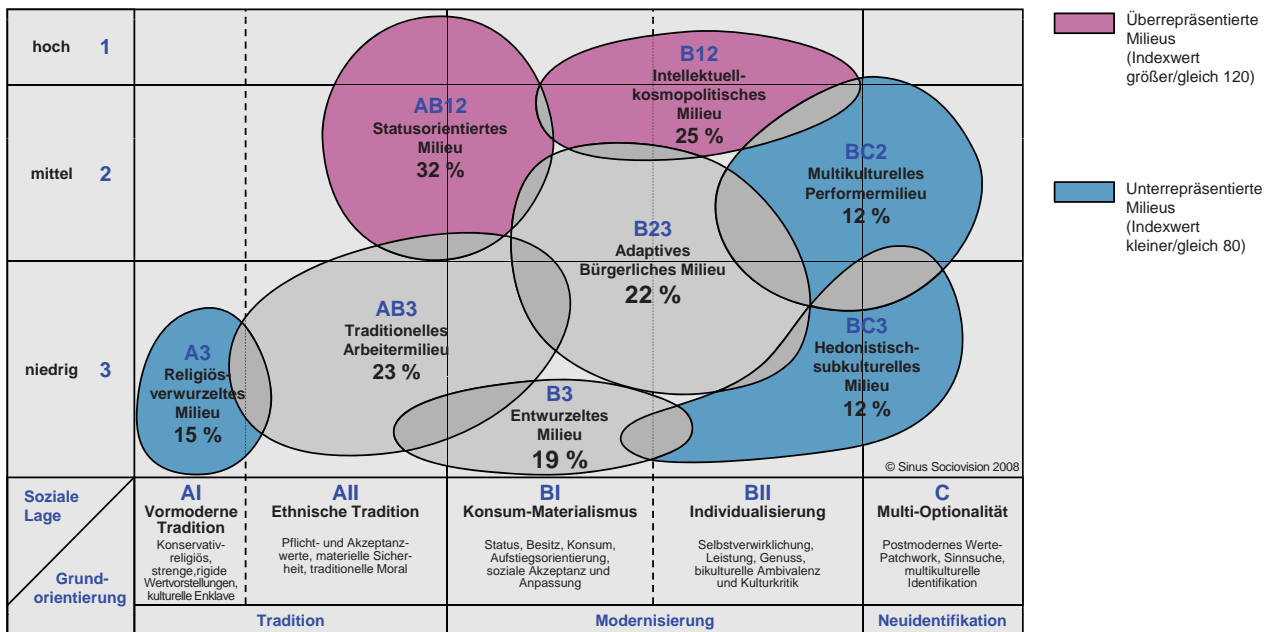 hoch 1
mittel 2
niedrig 3
AB12
Statusorientiertes
Milieu
32 %
B12
Intellektuell-
kosmopolitisches
Milieu
25 %
BC2
Multikulturelles
Performermilieu
12 %
B23
Adaptives
Bürgerliches Milieu
22 %
AB3
Traditionelles
Arbeitermilieu
23 %
A3
Religiös-
verwurzeltes
Milieu
15 %
B3
Entwurzeltes
Milieu
19 %
BC3
Hedonistisch-
subkulturelles
Milieu
12 %
© Sinus Sociovision 2008
Soziale
Lage
Grund-
orientierung
AI
Vormoderne
Tradition
Konservativ-
religiös,
strenge,rigide
Wertvorstellungen,
kulturelle Enklave
AII
Ethnische Tradition
Pflicht- und Akzeptanz-
werte, materielle Sicher-
heit, traditionelle Moral
BI
Konsum-Materialismus
Status, Besitz, Konsum,
Aufstiegsorientierung,
soziale Akzeptanz und
Anpassung
BII
Individualisierung
Selbstverwirklichung,
Leistung, Genuss,
bikulturelle Ambivalenz
und Kulturkritik
C
Multi-Optionalität
Postmodernes Werte-
Patchwork, Sinnsuche,
multikulturelle
Identifikation
Tradition
Modernisierung
Neuidentifikation
Überrepräsentierte
Milieus
(Indexwert
größer/gleich 120)
Unterrepräsentierte
Milieus
(Indexwert
kleiner/gleich 80)